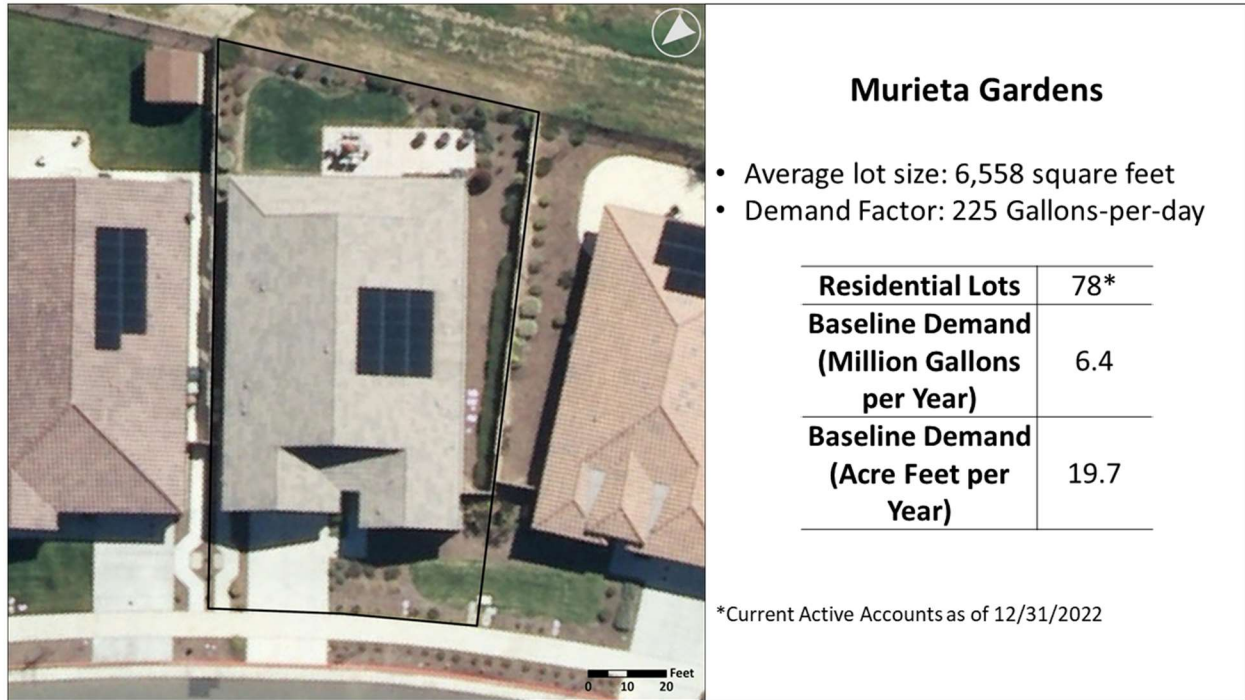 Murieta Gardens
• Average lot size: 6,558 square feet
• Demand Factor: 225 Gallons-per-day
Residential Lots 78*
Baseline Demand
(Million Gallons 6.4
per Year)
Baseline Demand
(Acre Feet per 19.7
Year)
*Current Active Accounts as of 12/31/2022
Feet
0 10 20